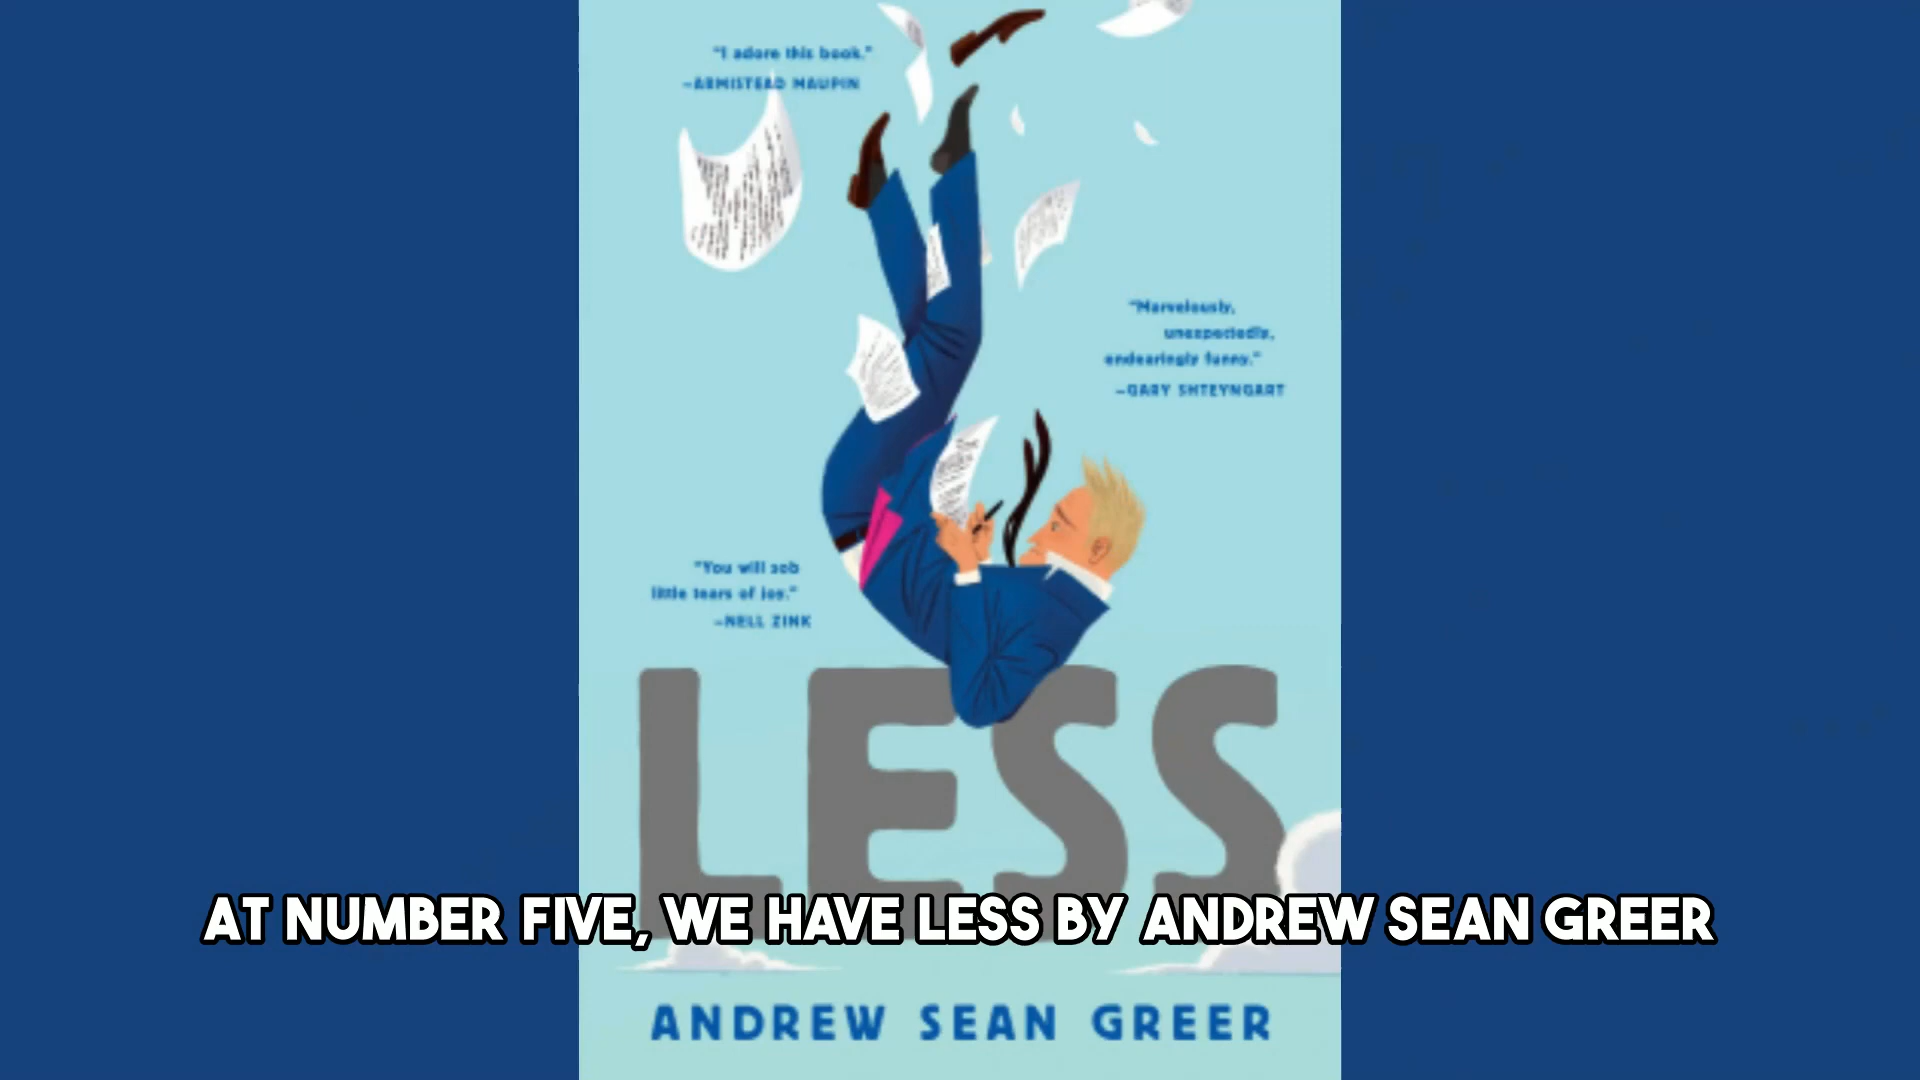 "I adore this book."
—ARMISTEAD MAUPIN
"Marvelously,
unexpectedly,
endearingly funny."
—GARY SHTEYNGART
"You will sob
little tears of joy."
—NELL ZINK
LESS
AT NUMBER FIVE, WE HAVE LESS BY ANDREW SEAN GREER
ANDREW SEAN GREER